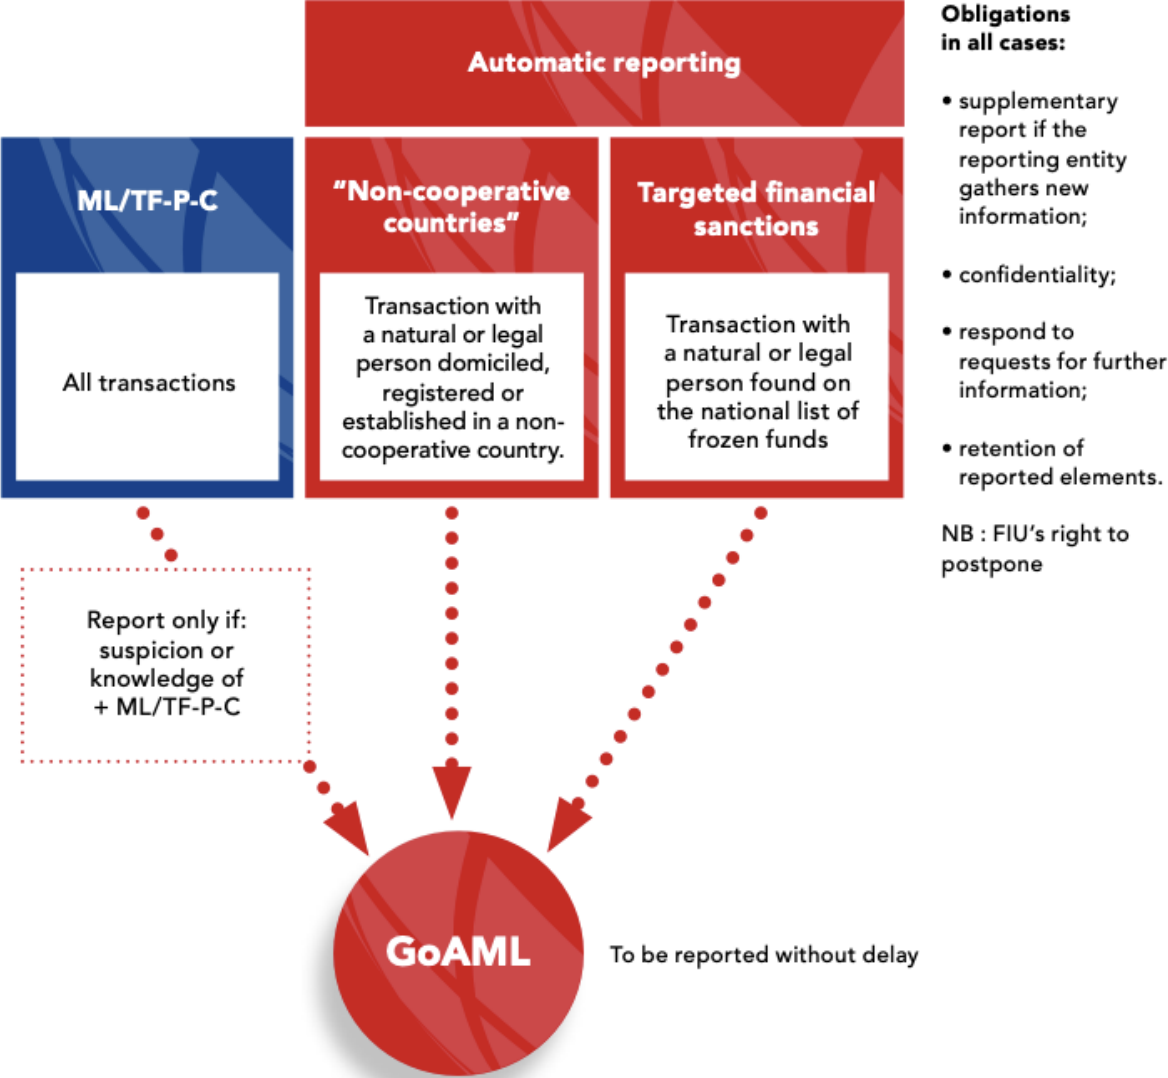 Automatic reporting
ML/TF-P-C
All transactions
“Non-cooperative
countries”
Transaction with
a natural or legal
person domiciled,
registered or
established in a non-
cooperative country.
Targeted financial
sanctions
Transaction with
a natural or legal
person found on
the national list of
frozen funds
Report only if:
suspicion or
knowledge of
+ ML/TF-P-C
GoAML
To be reported without delay
Obligations
in all cases:
• supplementary
report if the
reporting entity
gathers new
information;
• confidentiality;
• respond to
requests for further
information;
• retention of
reported elements.
NB : FIU’s right to
postpone